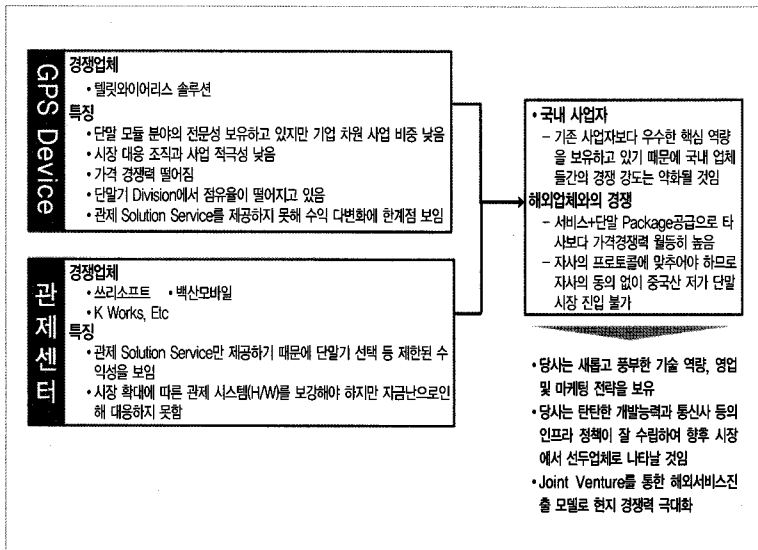 GPS Device
경쟁업체
• 텔릿와이어리스 솔루션
특징
• 단말 모듈 분야의 전문성 보유하고 있지만 기업 차원 사업 비중 낮음
• 시장 대응 조직과 사업 적극성 낮음
• 가격 경쟁력 떨어짐
• 단말기 Division에서 점유율이 떨어지고 있음
• 관제 Solution Service를 제공하지 못해 수익 다변화에 한계점 보임
관제센터
경쟁업체
• 쓰리소프트 • 백산모바일
• K Works, Etc
특징
• 관제 Solution Service만 제공하기 때문에 단말기 선택 등 제한된 수
익성을 보임
• 시장 확대에 따른 관제 시스템(H/W)를 보강해야 하지만 자금난으로인
해 대응하지 못함
• 국내 사업자
– 기존 사업자보다 우수한 핵심 역량
을 보유하고 있기 때문에 국내 업체
들간의 경쟁 강도는 약화될 것임
해외업체와의 경쟁
– 서비스+단말 Package공급으로 타
사보다 가격경쟁력 월등히 높음
– 자사의 프로토콜에 맞추어야 하므로
자사의 동의 없이 중국산 저가 단말
시장 진입 불가
• 당사는 새롭고 풍부한 기술 역량, 영업
및 마케팅 전략을 보유
• 당사는 탄탄한 개발능력과 통신사 등의
인프라 정책이 잘 수립하여 향후 시장
에서 선두업체로 나타날 것임
• Joint Venture를 통한 해외서비스진
출 모델로 현지 경쟁력 극대화